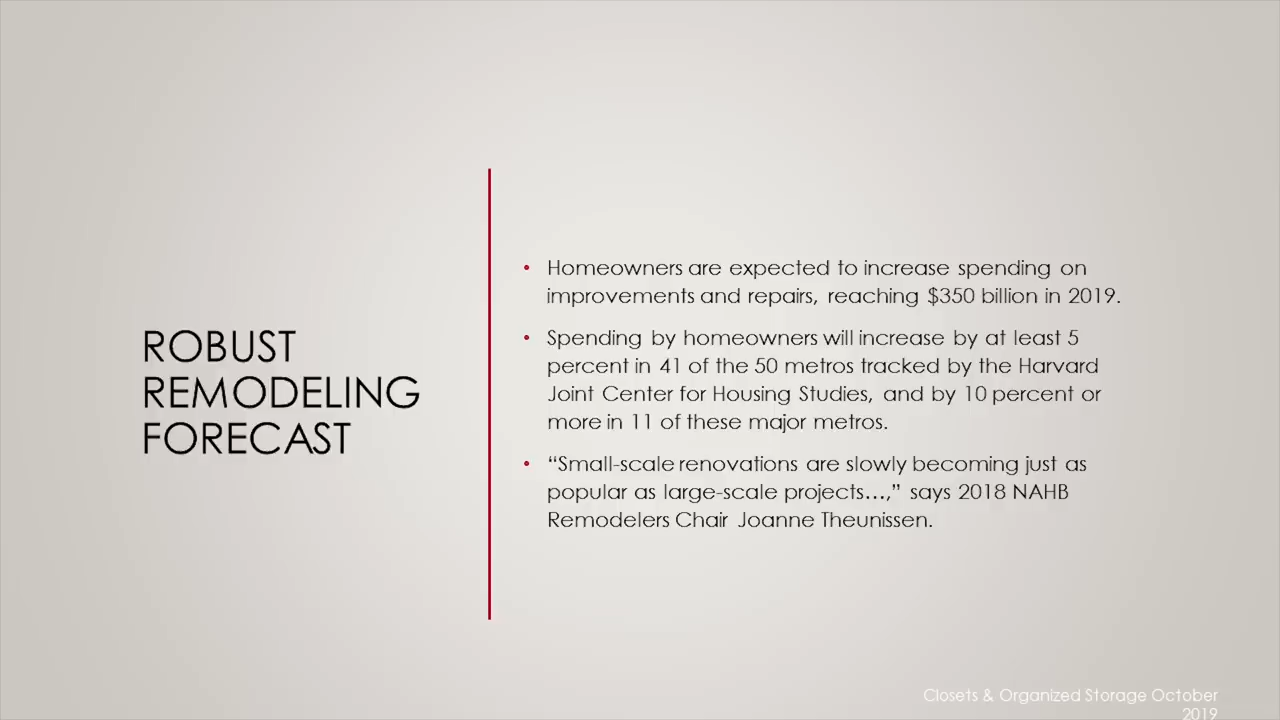 ROBUST
REMODELING
FORECAST
• Homeowners are expected to increase spending on
improvements and repairs, reaching $350 billion in 2019.
• Spending by homeowners will increase by at least 5
percent in 41 of the 50 metros tracked by the Harvard
Joint Center for Housing Studies, and by 10 percent or
more in 11 of these major metros.
• “Small-scale renovations are slowly becoming just as
popular as large-scale projects…,” says 2018 NAHB
Remodelers Chair Joanne Theunissen.
Closets & Organized Storage October
2019